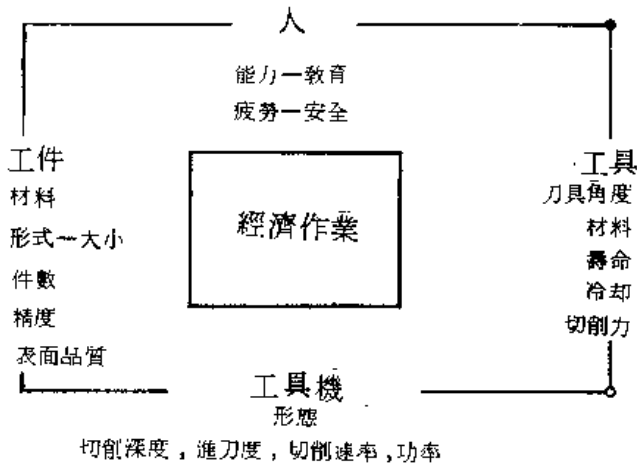 人
能力—教育
疲勞—安全
工件
材料
形式—大小
件數
精度
表面品質
經濟作業
工具
刀具角度
材料
壽命
冷却
切削力
工具機
形態
切削深度，進刀度，切削速率，功率